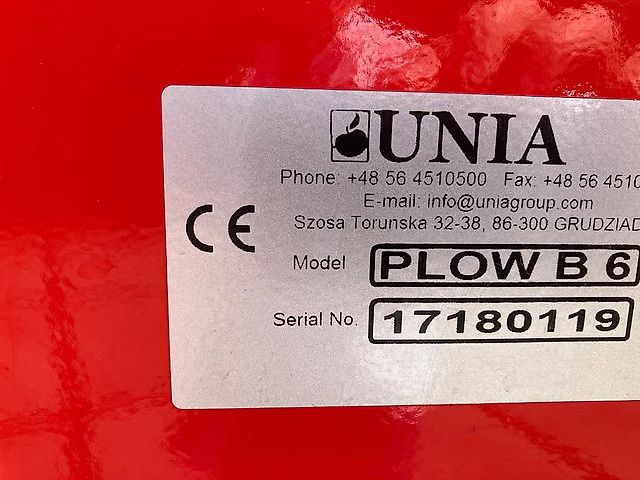 UNIA
Phone: +48 56 4510500 Fax: +48 56 4510
E-mail: info@uniagroup.com
Szosa Torunska 32-38, 86-300 GRUDZIAD
CE
Model PLOW B 6
Serial No. 17180119